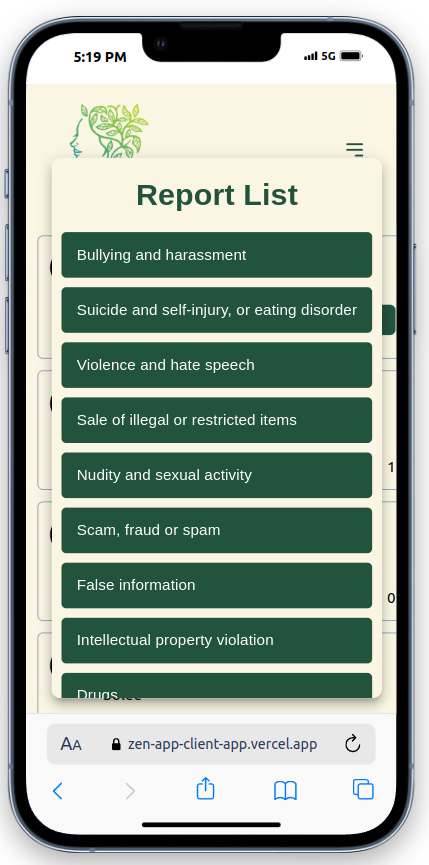 5:19 PM
5G
Report List
Bullying and harassment
Suicide and self-injury, or eating disorder
Violence and hate speech
Sale of illegal or restricted items
1
Nudity and sexual activity
Scam, fraud or spam
False information
0
Intellectual property violation
Drugs
AA
zen-app-client-app.vercel.app